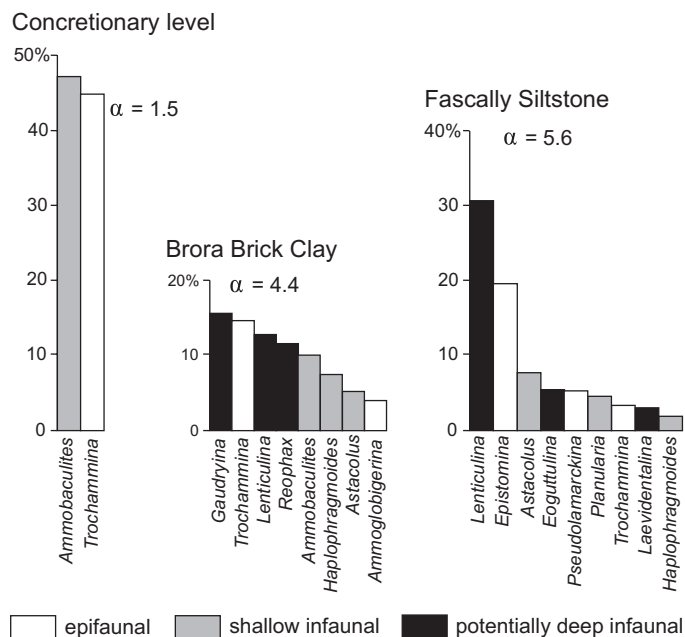 Concretionary level
50%
40
30
20
10
0
α = 1.5
Ammobaculites
Trochammina
Brora Brick Clay
20%
10
0
α = 4.4
Gaudryina
Trochammina
Lenticulina
Reophax
Ammobaculites
Haplophragmoides
Astacolus
Ammoglobigerina
Fascally Siltstone
40%
30
20
10
0
α = 5.6
Lenticulina
Epistomina
Astacolus
Eoguttulina
Pseudolamarckina
Planularia
Trochammina
Laevidentalina
Haplophragmoides
epifaunal
shallow infaunal
potentially deep infaunal